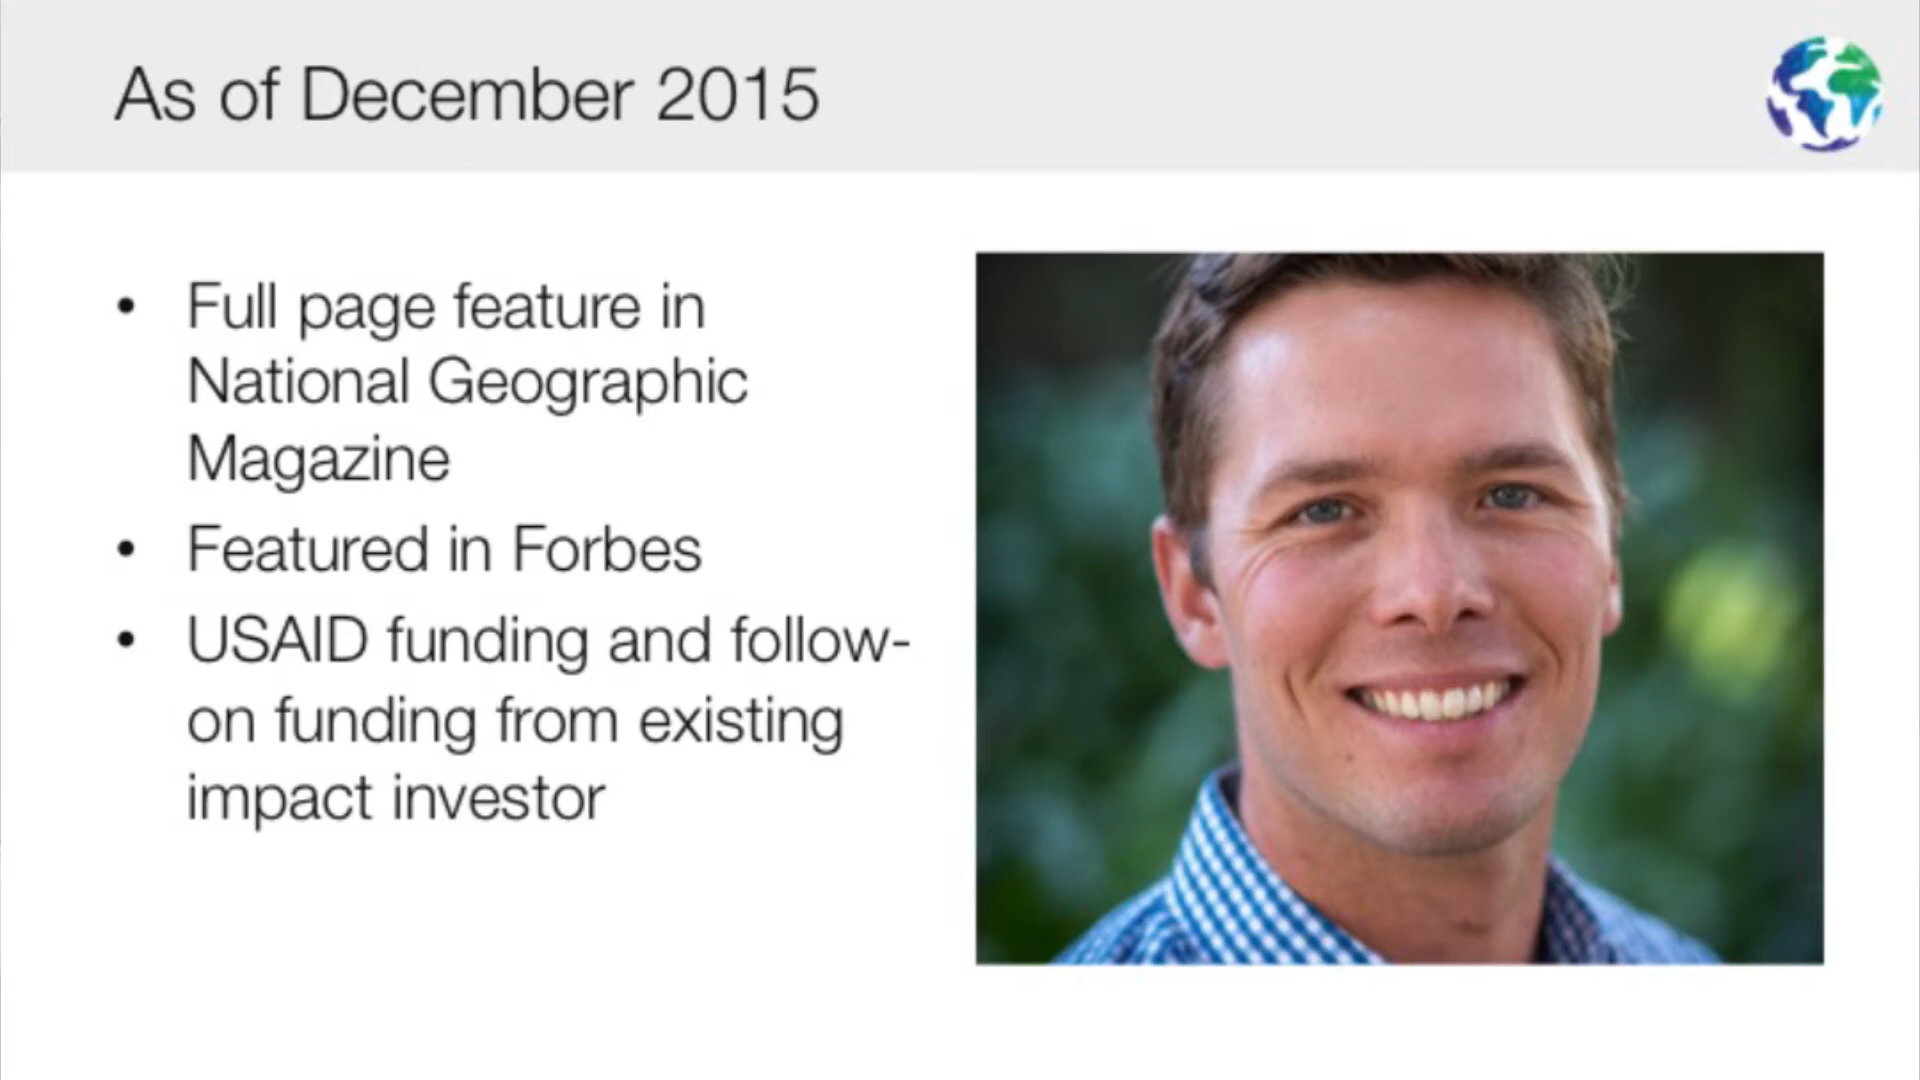 As of December 2015
• Full page feature in
National Geographic
Magazine
• Featured in Forbes
• USAID funding and follow-
on funding from existing
impact investor